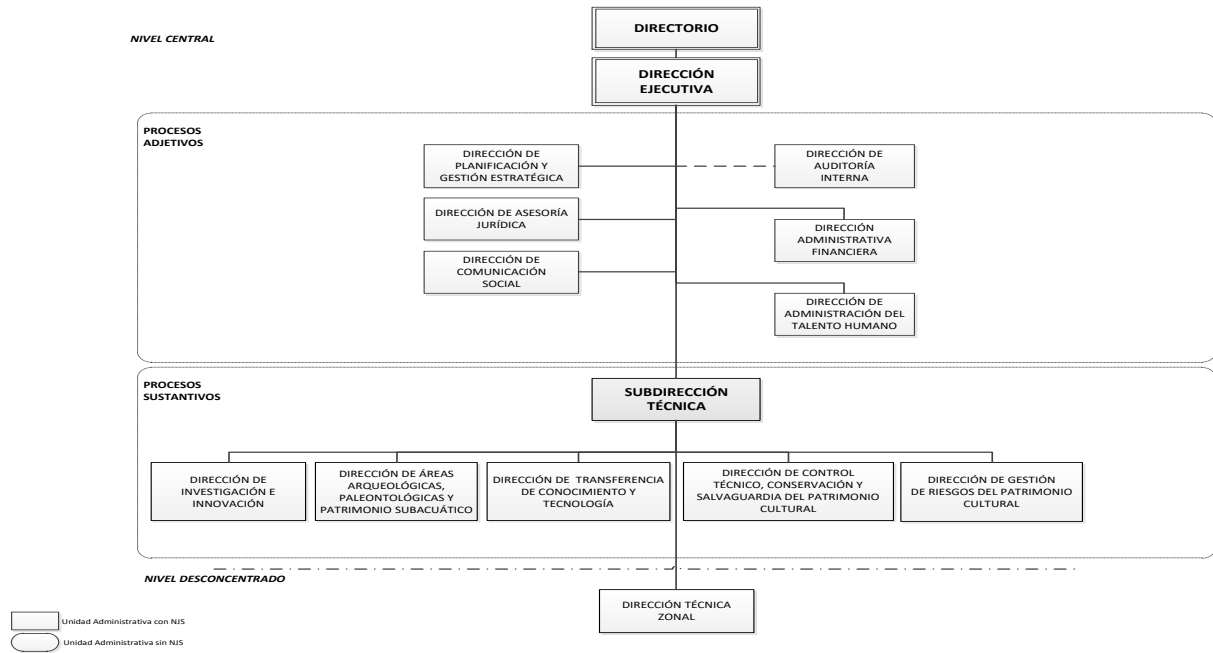 NIVEL CENTRAL
DIRECTORIO
DIRECCIÓN
EJECUTIVA
PROCESOS
ADJETIVOS
DIRECCIÓN DE
PLANIFICACIÓN Y
GESTIÓN ESTRATÉGICA
DIRECCIÓN DE
AUDITORÍA
INTERNA
DIRECCIÓN DE ASESORÍA
JURÍDICA
DIRECCIÓN
ADMINISTRATIVA
FINANCIERA
DIRECCIÓN DE
COMUNICACIÓN
SOCIAL
DIRECCIÓN DE
ADMINISTRACIÓN DEL
TALENTO HUMANO
PROCESOS
SUSTANTIVOS
SUBDIRECCIÓN
TÉCNICA
DIRECCIÓN DE
INVESTIGACIÓN E
INNOVACIÓN
DIRECCIÓN DE ÁREAS
ARQUEOLÓGICAS,
PALEONTOLÓGICAS Y
PATRIMONIO SUBACUÁTICO
DIRECCIÓN DE TRANSFERENCIA
DE CONOCIMIENTO Y
TECNOLOGÍA
DIRECCIÓN DE CONTROL
TÉCNICO, CONSERVACIÓN Y
SALVAGUARDIA DEL PATRIMONIO
CULTURAL
DIRECCIÓN DE GESTIÓN
DE RIESGOS DEL PATRIMONIO
CULTURAL
NIVEL DESCONCENTRADO
DIRECCIÓN TÉCNICA
ZONAL
Unidad Administrativa con NJS
Unidad Administrativa sin NJS